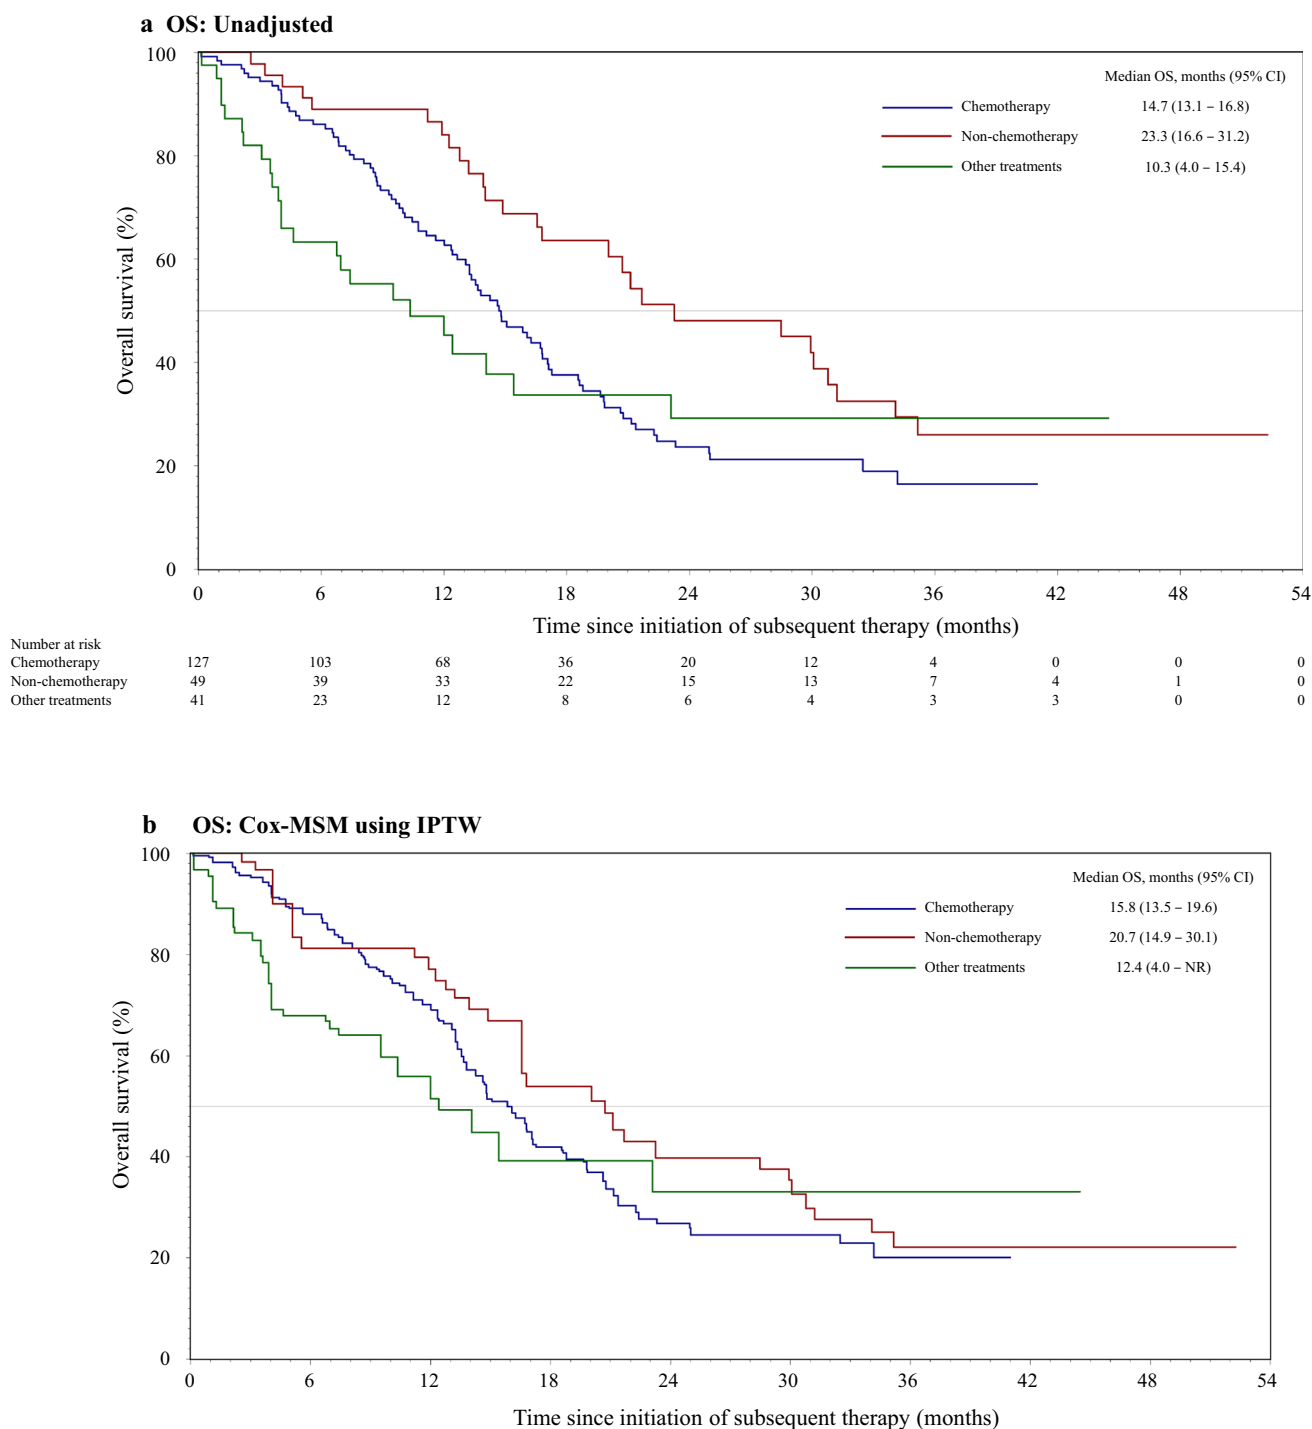 a OS: Unadjusted
Median OS, months (95% CI)
Chemotherapy 14.7 (13.1 – 16.8)
Non-chemotherapy 23.3 (16.6 – 31.2)
Other treatments 10.3 (4.0 – 15.4)
Overall survival (%)
100
80
60
40
20
0
0 6 12 18 24 30 36 42 48 54
Time since initiation of subsequent therapy (months)
Number at risk
Chemotherapy 127 103 68 36 20 12 4 0 0 0
Non-chemotherapy 49 39 33 22 15 13 7 4 1 0
Other treatments 41 23 12 8 6 4 3 3 0 0
b OS: Cox-MSM using IPTW
Median OS, months (95% CI)
Chemotherapy 15.8 (13.5 – 19.6)
Non-chemotherapy 20.7 (14.9 – 30.1)
Other treatments 12.4 (4.0 – NR)
Overall survival (%)
100
80
60
40
20
0
0 6 12 18 24 30 36 42 48 54
Time since initiation of subsequent therapy (months)